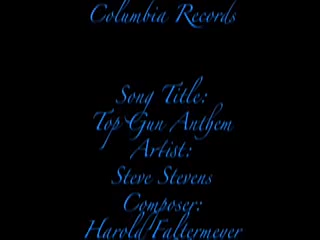 Columbia Records
Song Title:
Top Gun Anthem
Artist:
Steve Stevens
Composer:
Harold Faltermeyer